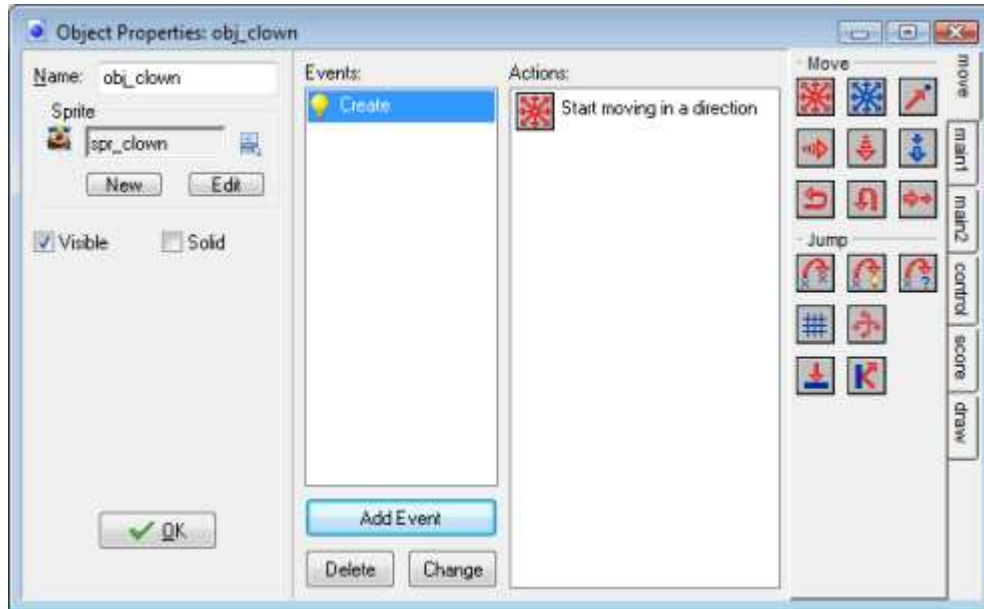 Object Properties: obj_clown
Name: obj_clown
Sprite
spr_clown
New Edit
Visible Solid
OK
Events:
Create
Add Event
Delete Change
Actions:
Start moving in a direction
Move
Jump
move
main1
main2
control
score
draw